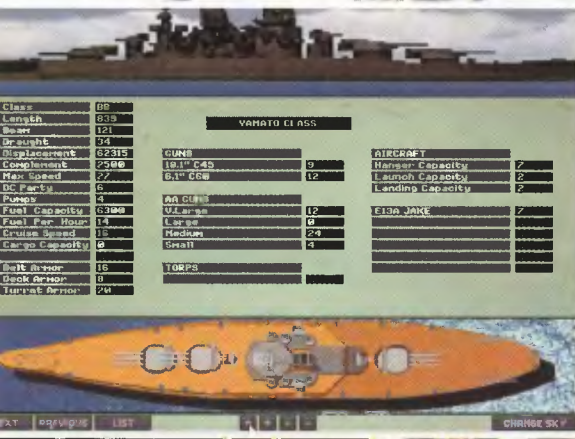 YAMATO CLASS
Class BB
Length 839
Beam 121
Draught 34
Displacement 62315
Complement 2500
Max Speed 27
DC Party 6
Pumps 4
Fuel Capacity 6300
Fuel Per Hour 14
Cruise Speed 16
Cargo Capacity 0
Belt Armor 16
Deck Armor 8
Turret Armor 20
GUNS
18.1" C45 9
6.1" C60 12
AA GUNS
V.Large 12
Large 0
Medium 24
Small 4
TORPS
AIRCRAFT
Hanger Capacity 7
Launch Capacity 2
Landing Capacity 2
E13A JAKE 7
PREVIOUS LIST CHANGE